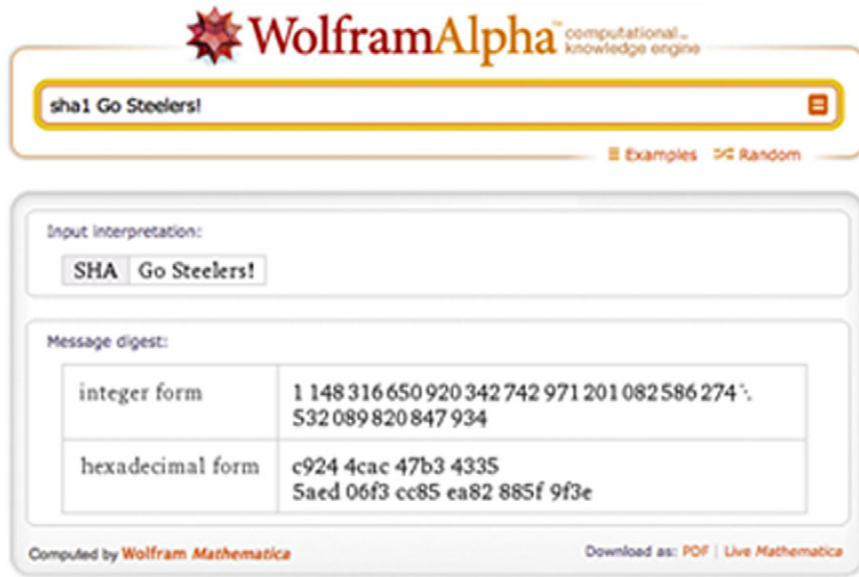 WolframAlpha™ computational... knowledge engine
sha1 Go Steelers!
Examples Random
Input interpretation:
SHA Go Steelers!
Message digest:
integer form 1 148 316 650 920 342 742 971 201 082 586 274 ⋱
532 089 820 847 934
hexadecimal form c924 4cac 47b3 4335
5aed 06f3 cc85 ea82 885f 9f3e
Computed by Wolfram Mathematica Download as: PDF | Live Mathematica